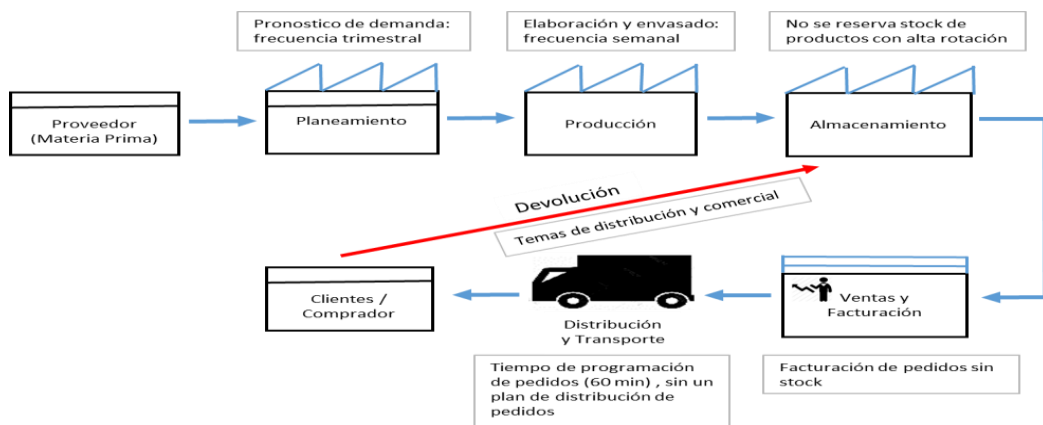 Pronostico de demanda:
frecuencia trimestral
Elaboración y envasado:
frecuencia semanal
No se reserva stock de
productos con alta rotación
Proveedor
(Materia Prima)
Planeamiento
Producción
Almacenamiento
Devolución
Temas de distribución y comercial
Clientes /
Comprador
Distribución
y Transporte
Ventas y
Facturación
Tiempo de programación
de pedidos (60 min) , sin un
plan de distribución de
pedidos
Facturación de pedidos sin
stock